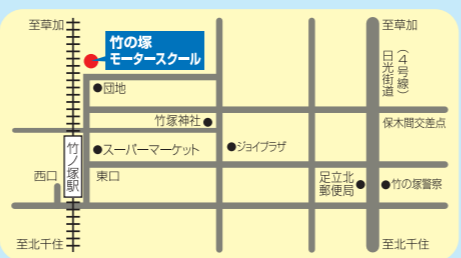 至草加
竹の塚
モータースクール
至草加
日光街道
(4号線)
●団地
竹塚神社●
保木間交差点
●スーパーマーケット
●ジョイプラザ
竹ノ塚駅
西口
東口
足立北
郵便局●
●竹の塚警察
至北千住
至北千住